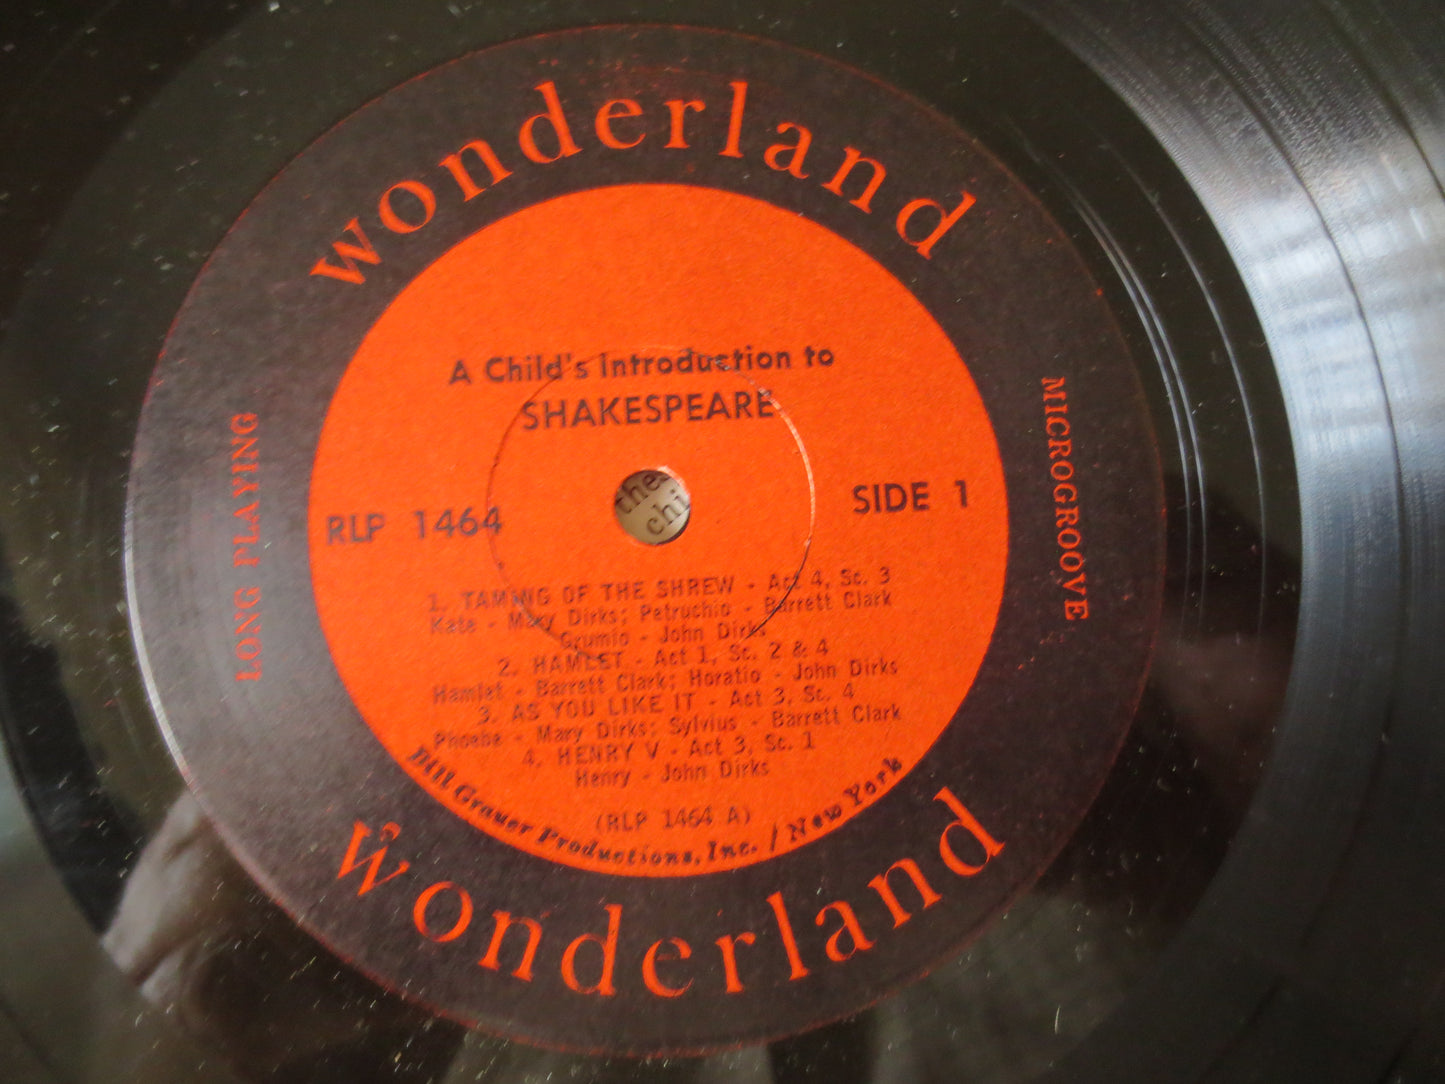 wonderland
A Child's Introduction to
SHAKESPEARE
RLP 1464
SIDE 1
LONG PLAYING
MICROGROOVE
the
chi
1. TAMING OF THE SHREW - Act 4, Sc. 3
Kate - Mary Dirks; Petruchio - Barrett Clark
Grumio - John Dirks
2. HAMLET - Act 1, Sc. 2 & 4
Hamlet - Barrett Clark; Horatio - John Dirks
3. AS YOU LIKE IT - Act 3, Sc. 4
Phoebe - Mary Dirks; Sylvius - Barrett Clark
4. HENRY V - Act 3, Sc. 1
Henry - John Dirks
(RLP 1464 A)
Bill Grauer Productions, Inc. / New York
wonderland
®